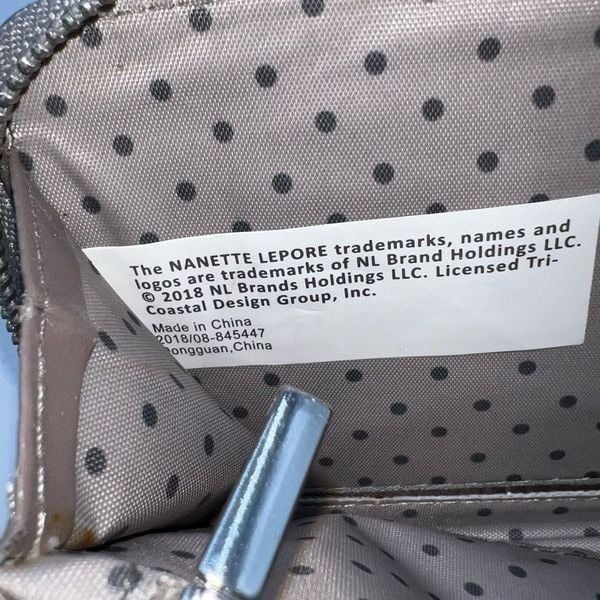 The NANETTE LEPORE trademarks, names and
logos are trademarks of NL Brand Holdings LLC.
© 2018 NL Brands Holdings LLC. Licensed Tri-
Coastal Design Group, Inc.
Made in China
2018/08-845447
ongguan,China